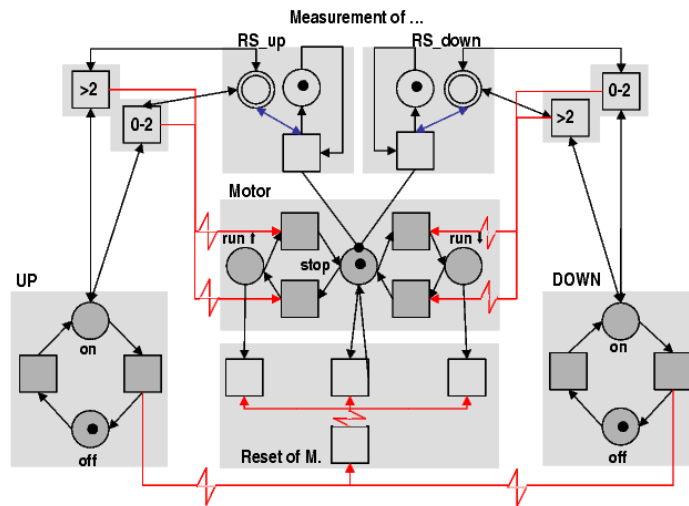 Measurement of ...
RS_up
RS_down
>2
0-2
0-2
>2
Motor
run ↑
stop
run ↓
UP
DOWN
on
on
off
off
Reset of M.